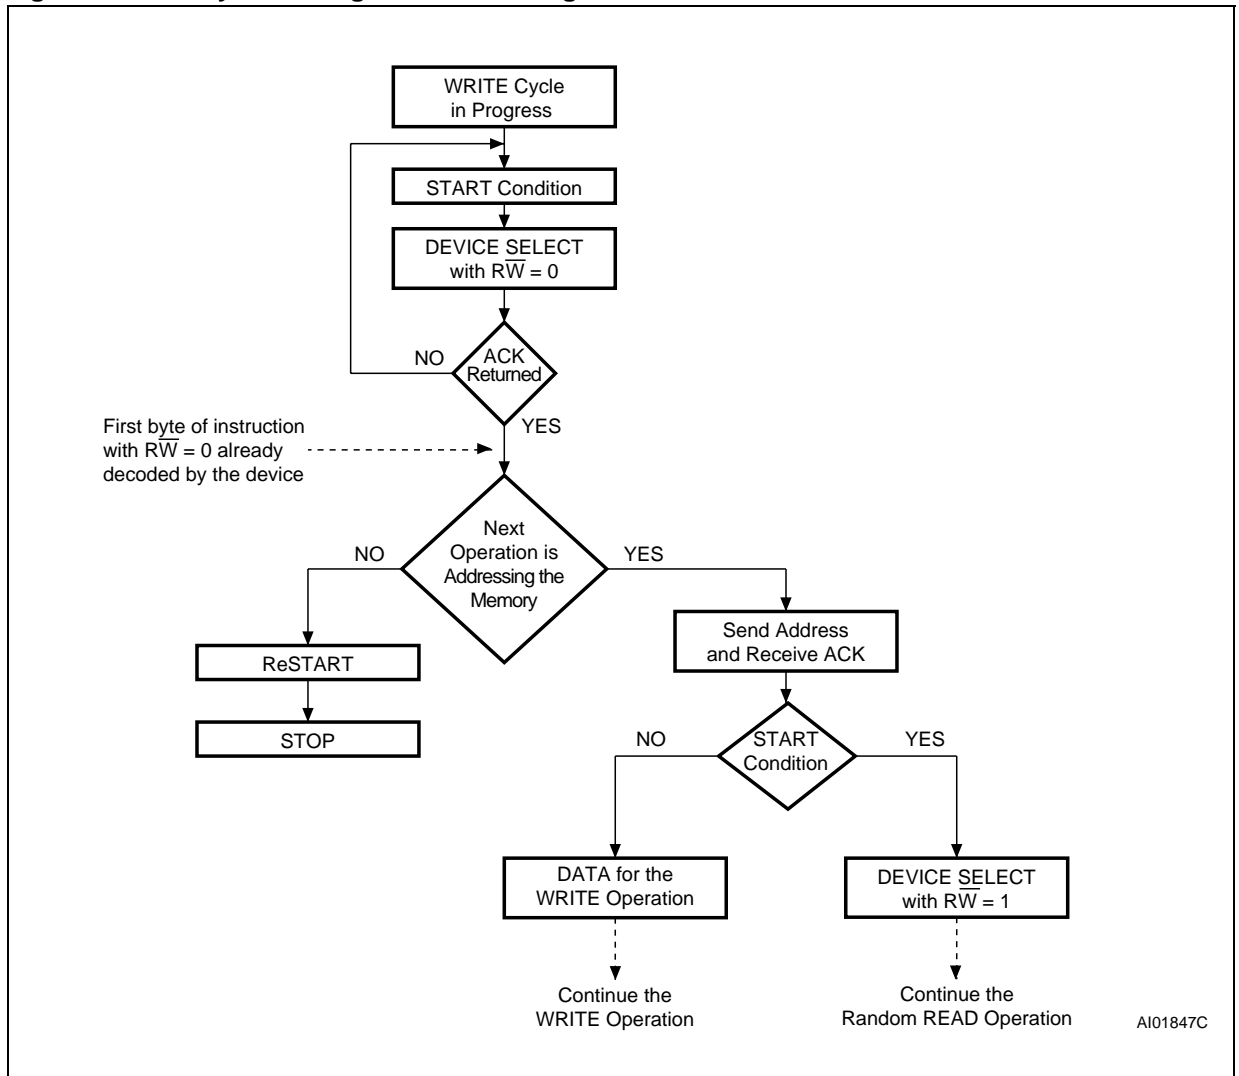 WRITE Cycle
in Progress
START Condition
DEVICE SELECT
with RW̅ = 0
NO
ACK
Returned
YES
First byte of instruction
with RW̅ = 0 already
decoded by the device
Next
Operation is
Addressing the
Memory
NO
YES
Send Address
and Receive ACK
ReSTART
STOP
START
Condition
NO
YES
DATA for the
WRITE Operation
DEVICE SELECT
with RW̅ = 1
Continue the
WRITE Operation
Continue the
Random READ Operation
AI01847C